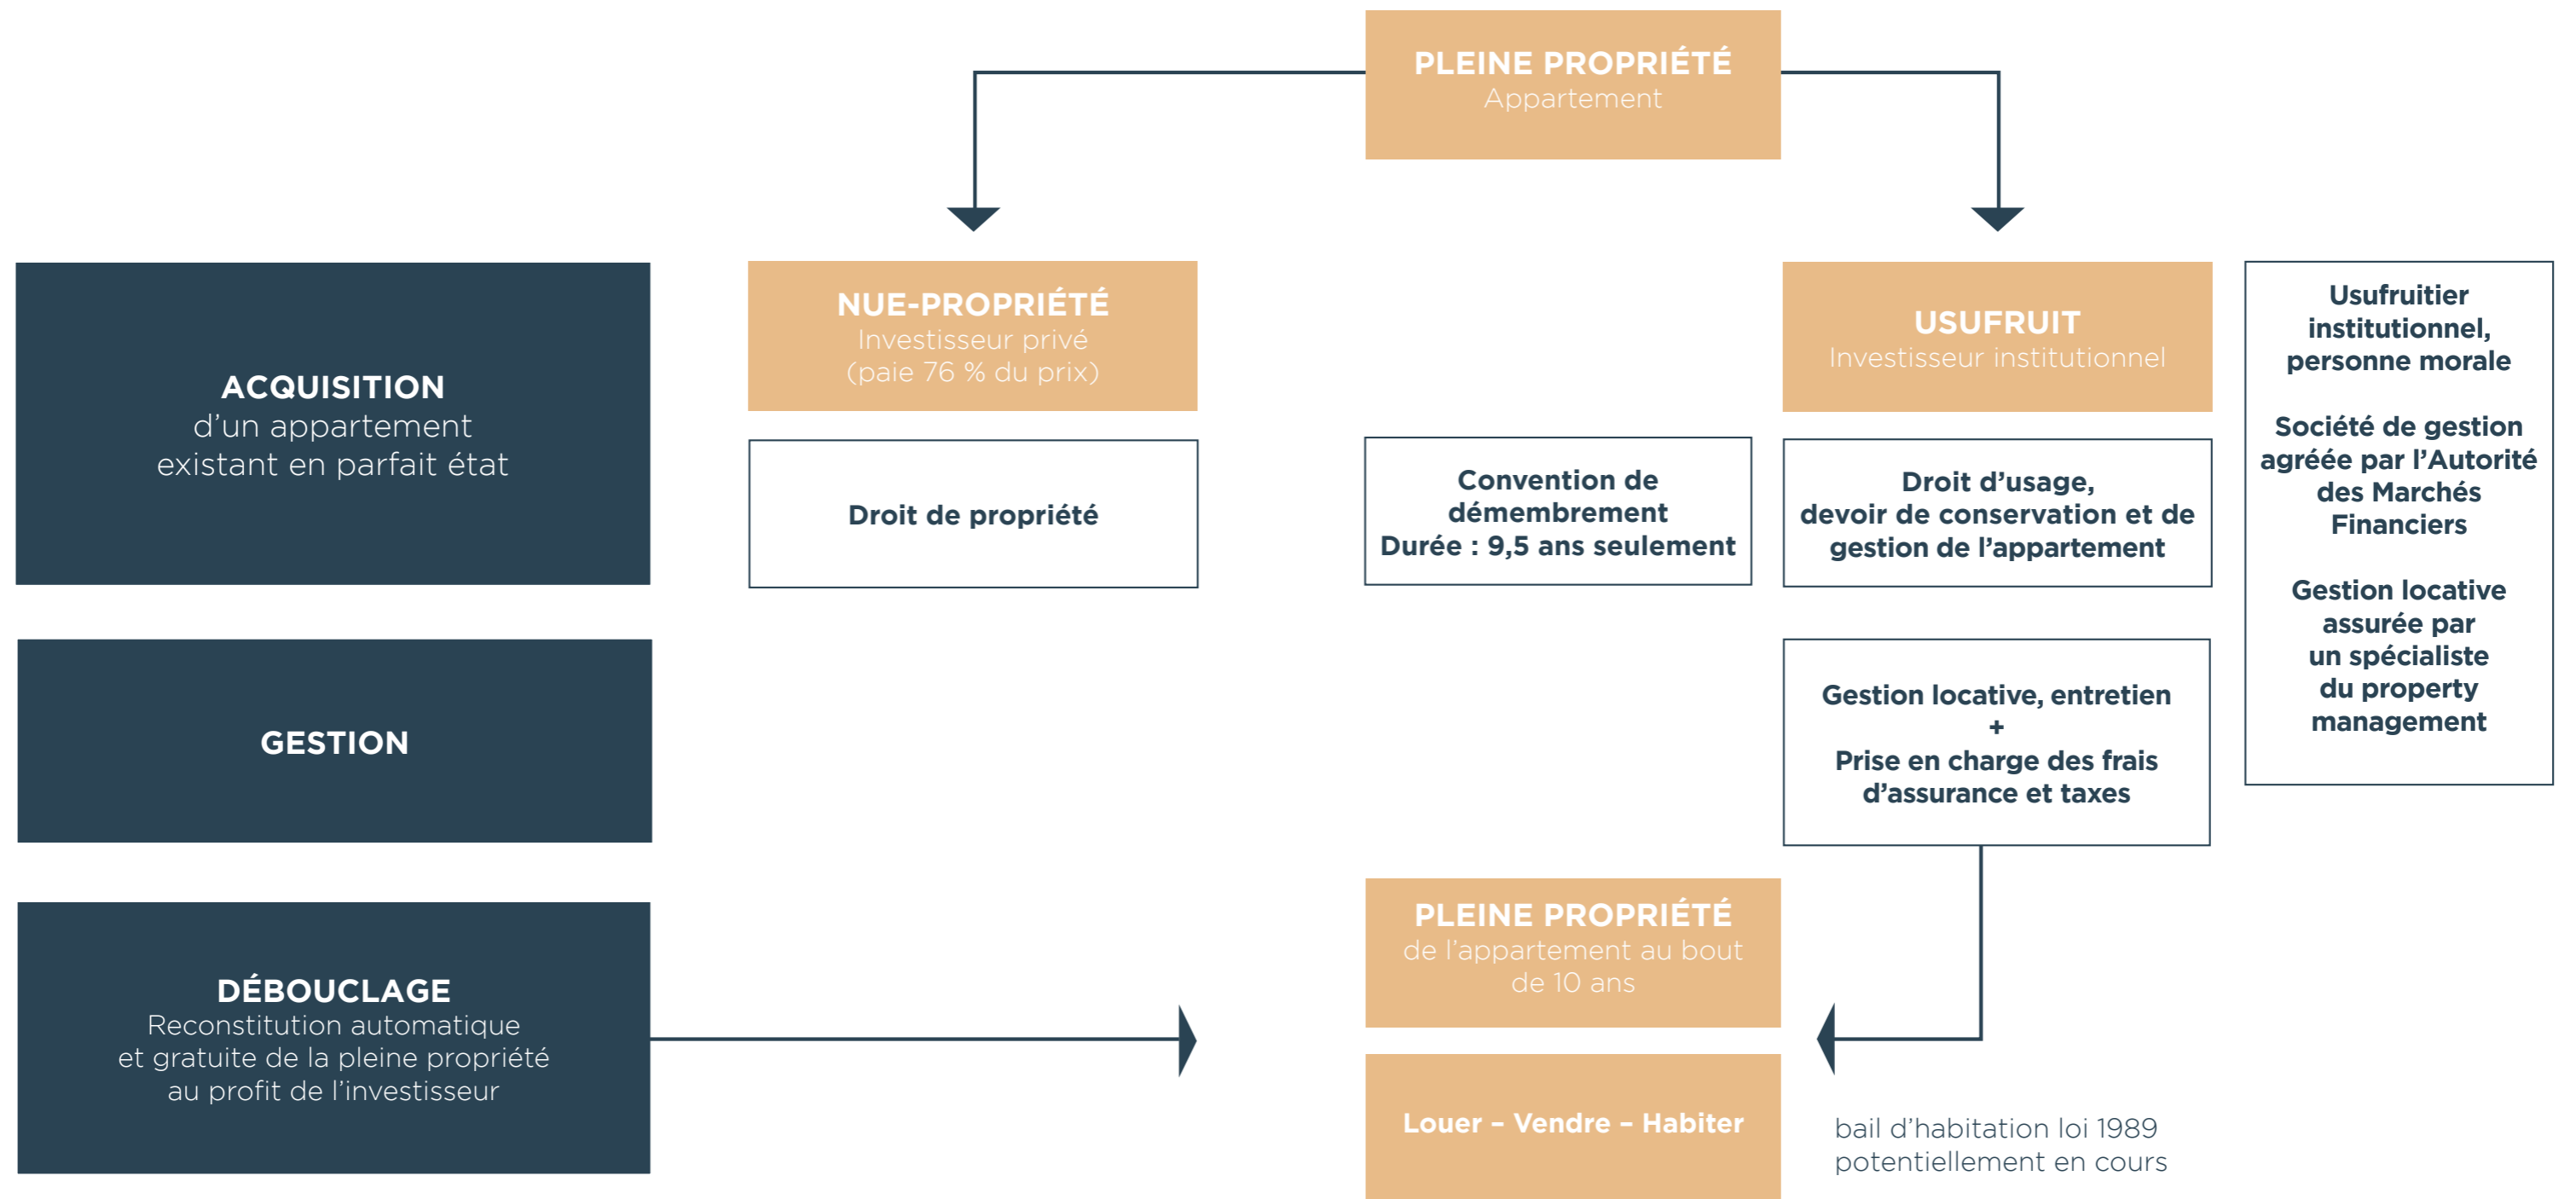 PLEINE PROPRIÉTÉ
Appartement
ACQUISITION
d’un appartement
existant en parfait état
NUE-PROPRIÉTÉ
Investisseur privé
(paie 76 % du prix)
Droit de propriété
Convention de
démembrement
Durée : 9,5 ans seulement
USUFRUIT
Investisseur institutionnel
Droit d’usage,
devoir de conservation et de
gestion de l’appartement
Usufruitier
institutionnel,
personne morale
Société de gestion
agréée par l’Autorité
des Marchés
Financiers
Gestion locative
assurée par
un spécialiste
du property
management
GESTION
Gestion locative, entretien
+
Prise en charge des frais
d’assurance et taxes
DÉBOUCLAGE
Reconstitution automatique
et gratuite de la pleine propriété
au profit de l’investisseur
PLEINE PROPRIÉTÉ
de l’appartement au bout
de 10 ans
Louer – Vendre – Habiter
bail d’habitation loi 1989
potentiellement en cours